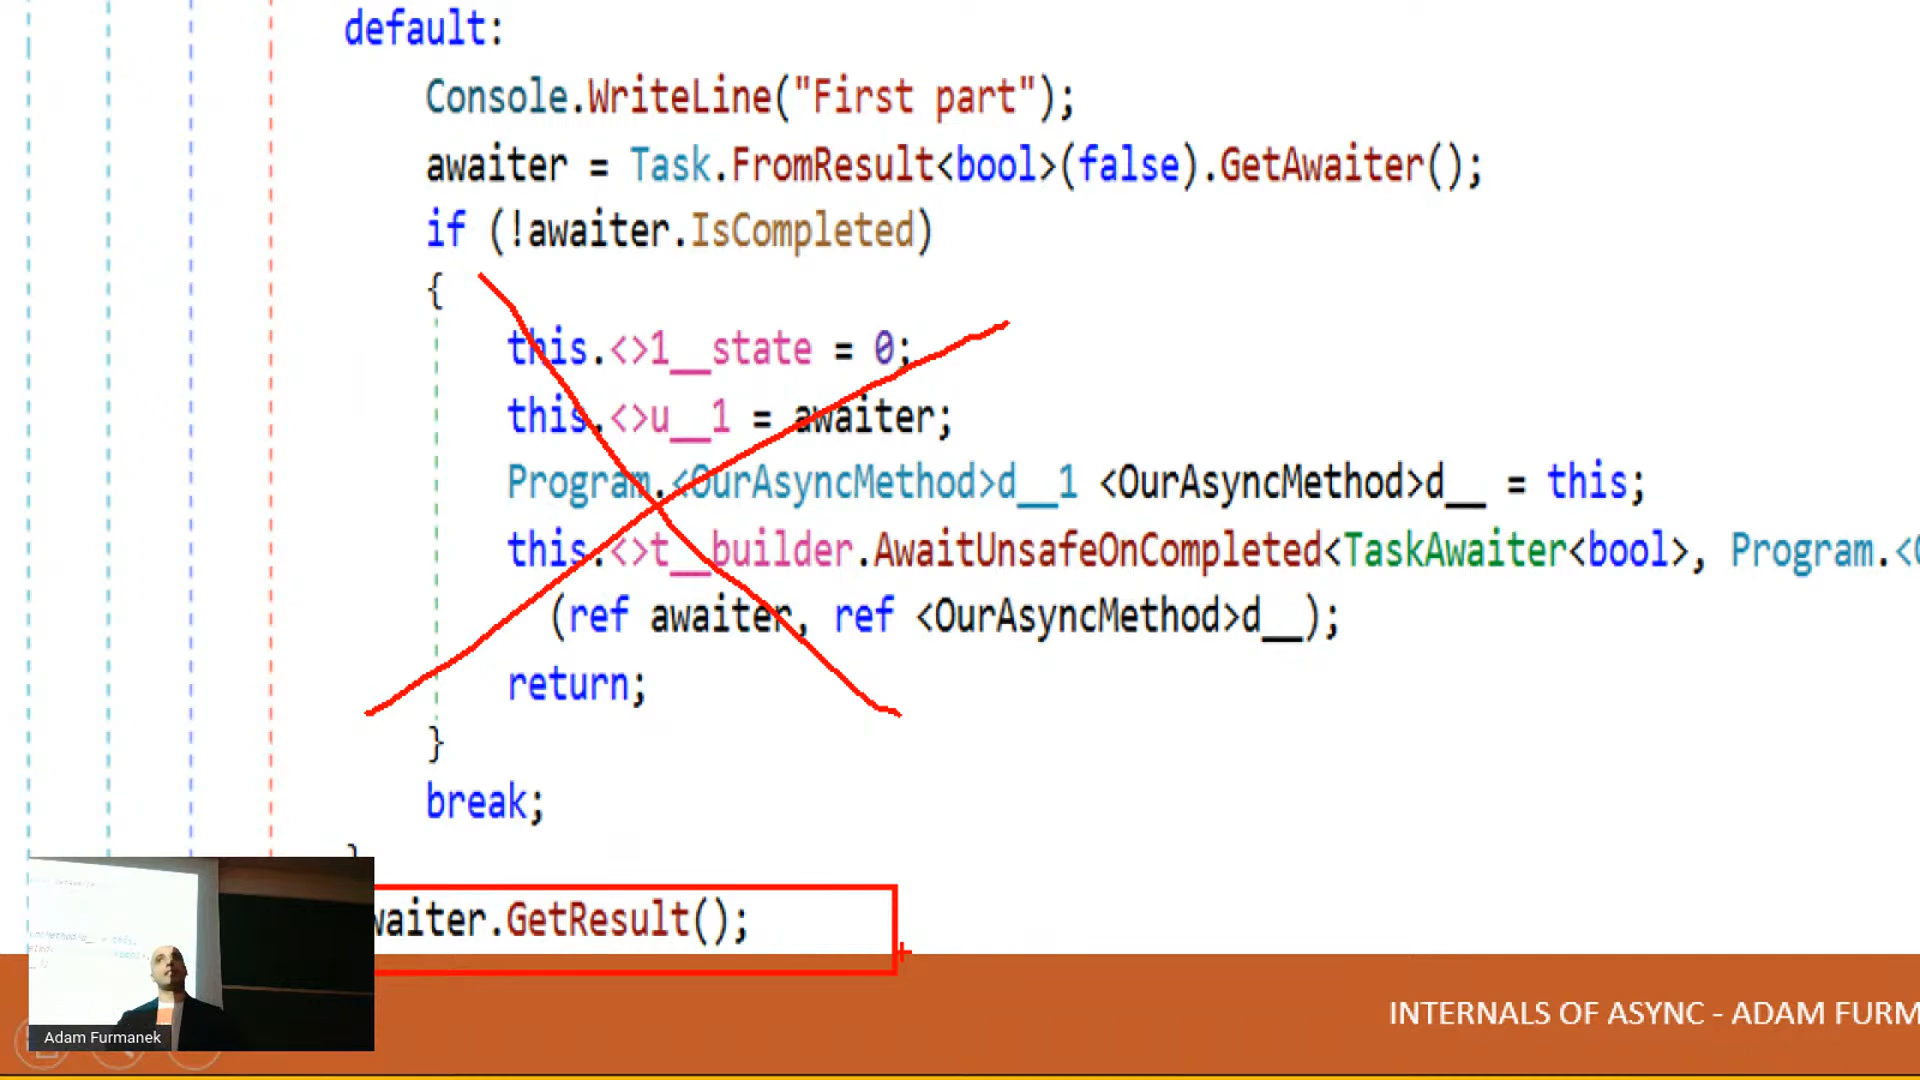 default:
Console.WriteLine("First part");
awaiter = Task.FromResult<bool>(false).GetAwaiter();
if (!awaiter.IsCompleted)
{
this.<>1__state = 0;
this.<>u__1 = awaiter;
Program.<OurAsyncMethod>d__1 <OurAsyncMethod>d__ = this;
this.<>t__builder.AwaitUnsafeOnCompleted<TaskAwaiter<bool>, Program.<
(ref awaiter, ref <OurAsyncMethod>d__);
return;
}
break;
}
waiter.GetResult();
INTERNALS OF ASYNC - ADAM FURM
Adam Furmanek